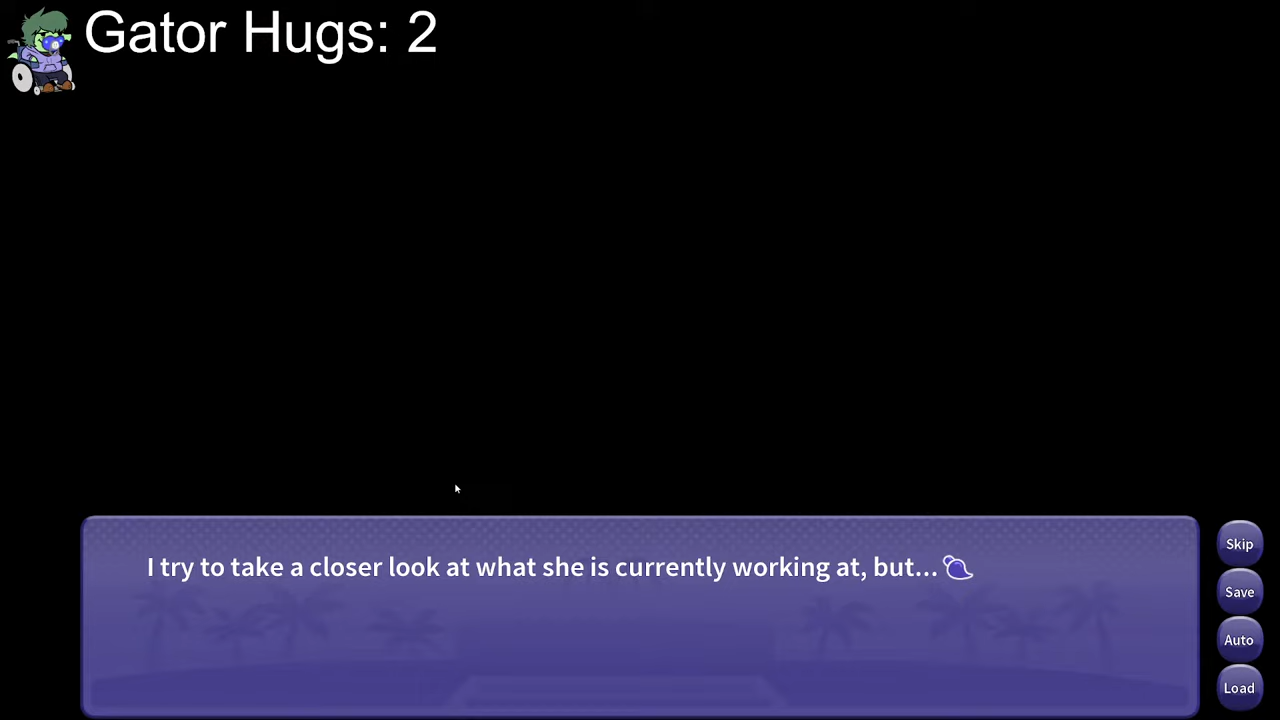 Gator Hugs: 2
I try to take a closer look at what she is currently working at, but...
Skip
Save
Auto
Load